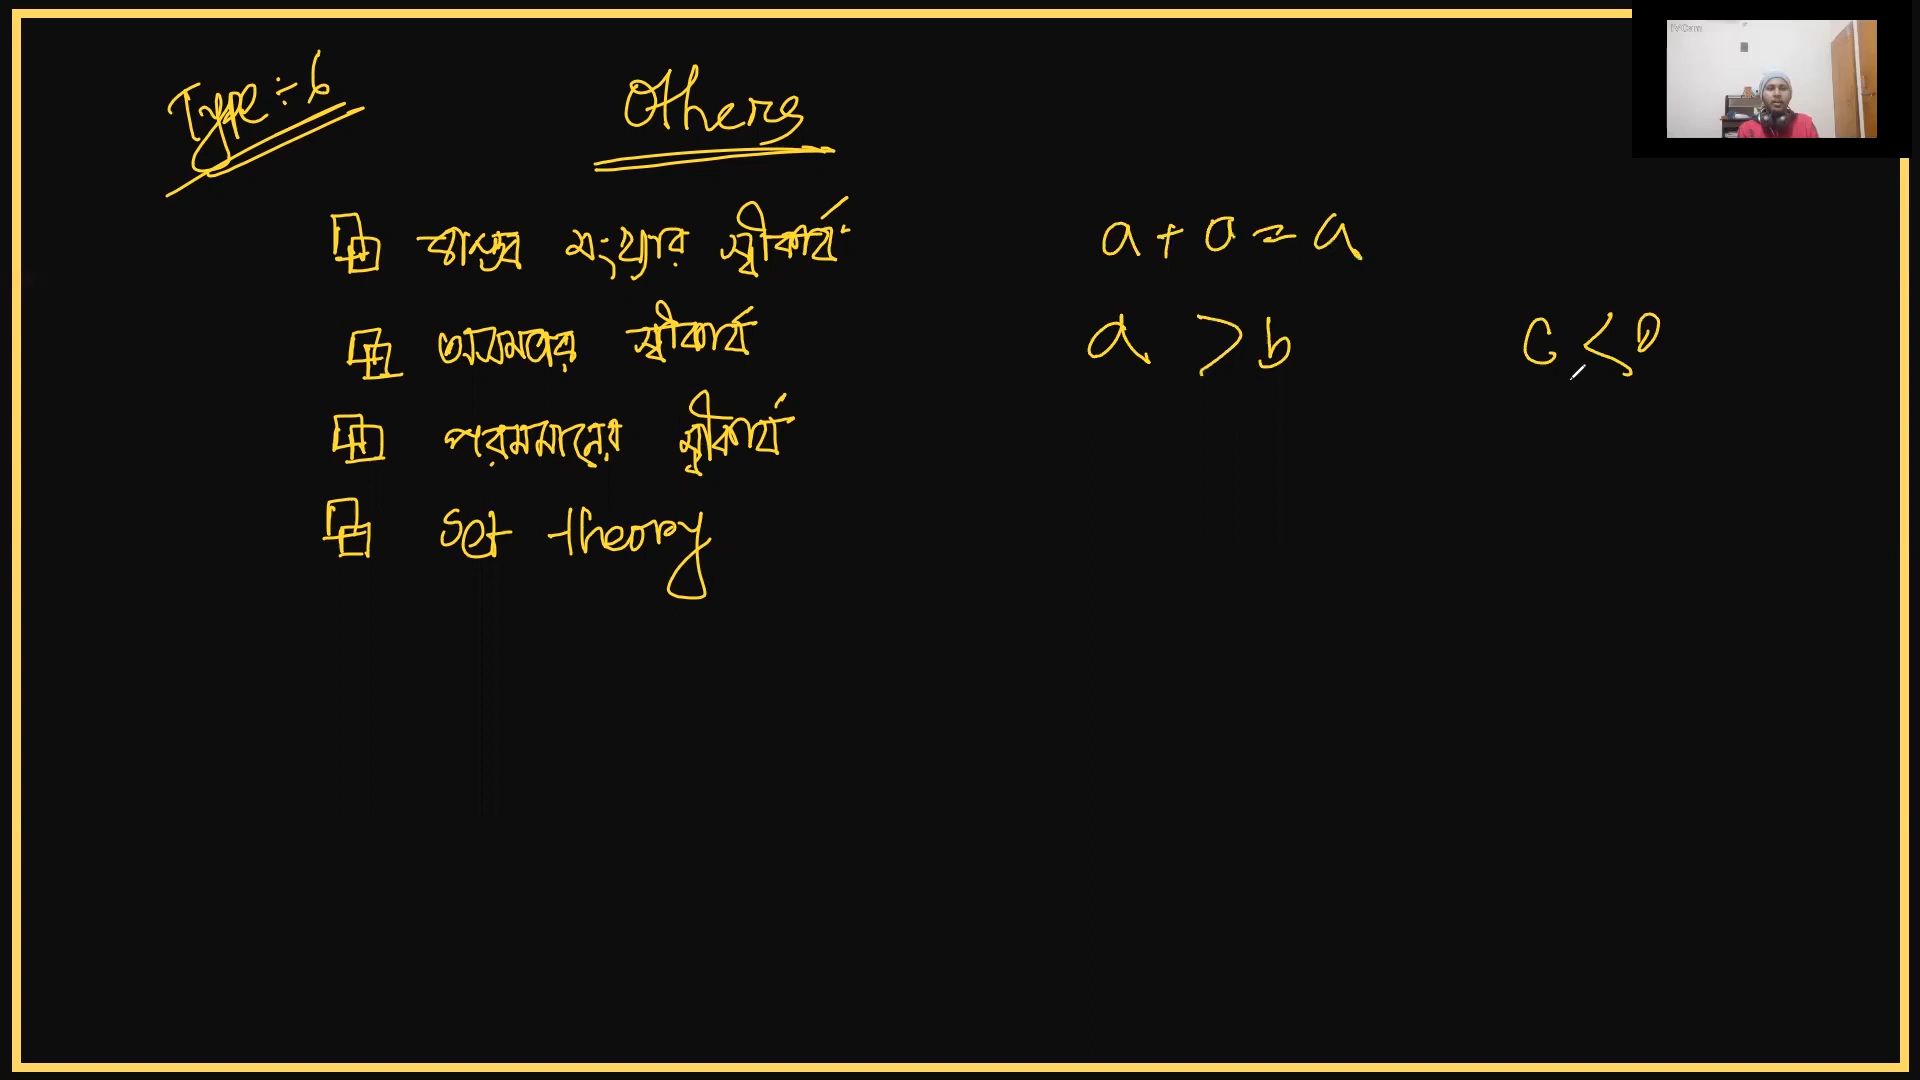 Type ÷ 6
Others
বাস্তব সংখ্যার স্বীকার্য a + 0 = a
অসমতার স্বীকার্য a > b c < 0
পরমমানের স্বীকার্য
Set theory